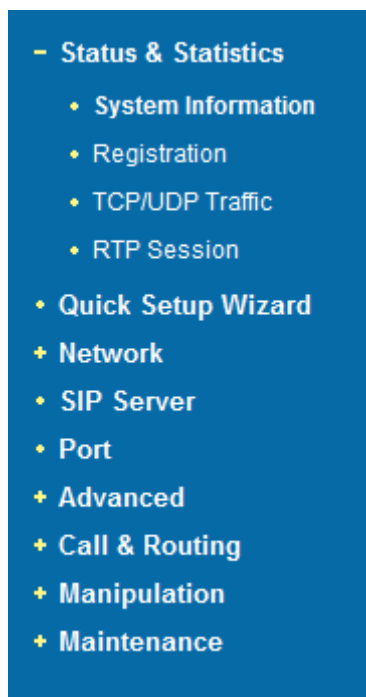 Status & Statistics
System Information
Registration
TCP/UDP Traffic
RTP Session
Quick Setup Wizard
Network
SIP Server
Port
Advanced
Call & Routing
Manipulation
Maintenance